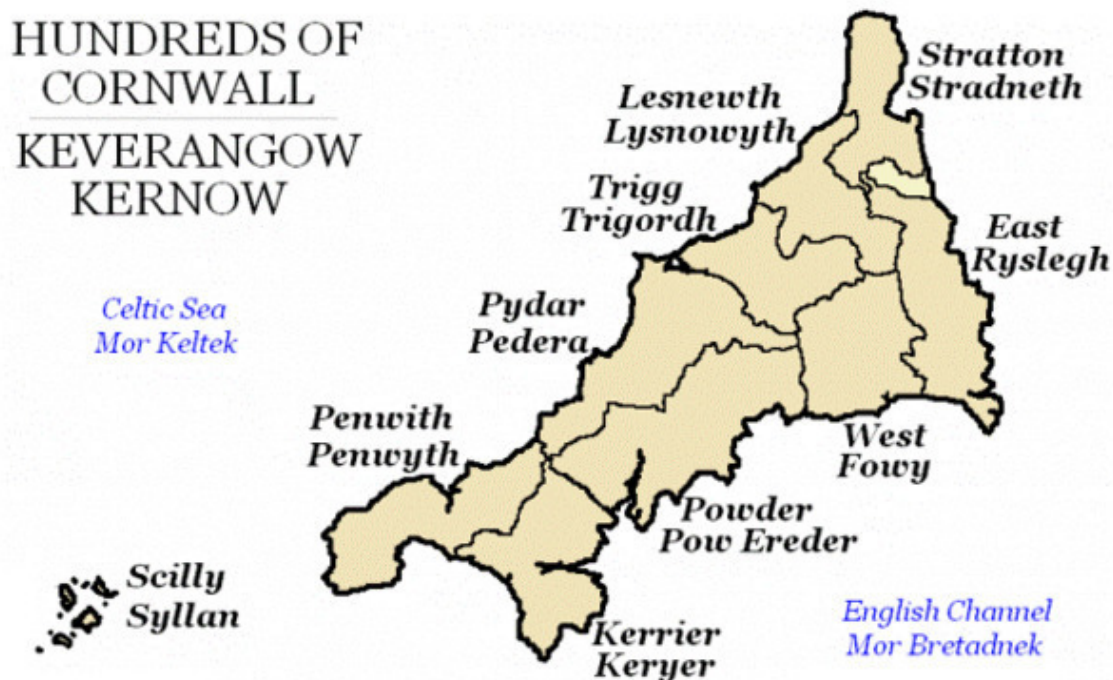 HUNDREDS OF
CORNWALL
KEVERANGOW
KERNOW
Stratton
Stradneth
Lesnewth
Lysnowyth
Trigg
Trigordh
East
Ryslegh
Celtic Sea
Mor Keltek
Pydar
Pedera
Penwith
Penwyth
West
Fowy
Powder
Pow Ereder
Scilly
Syllan
English Channel
Mor Bretadnek
Kerrier
Keryer